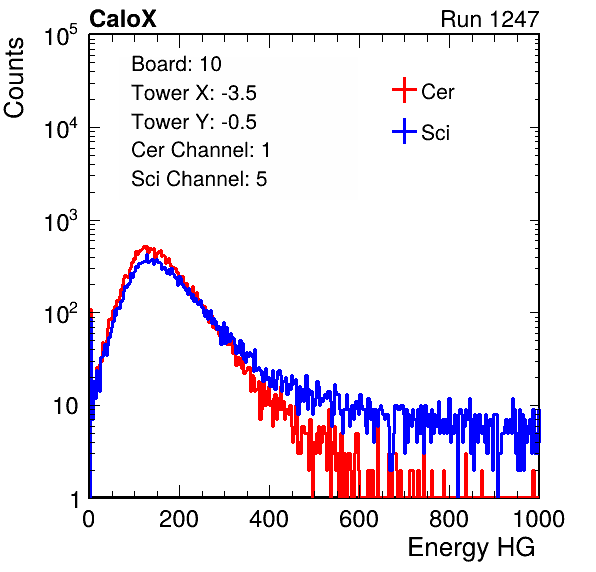 CaloX Run 1247
Counts
Board: 10
Tower X: -3.5
Tower Y: -0.5
Cer Channel: 1
Sci Channel: 5
Cer
Sci
10^5
10^4
10^3
10^2
10
1
0 200 400 600 800 1000
Energy HG